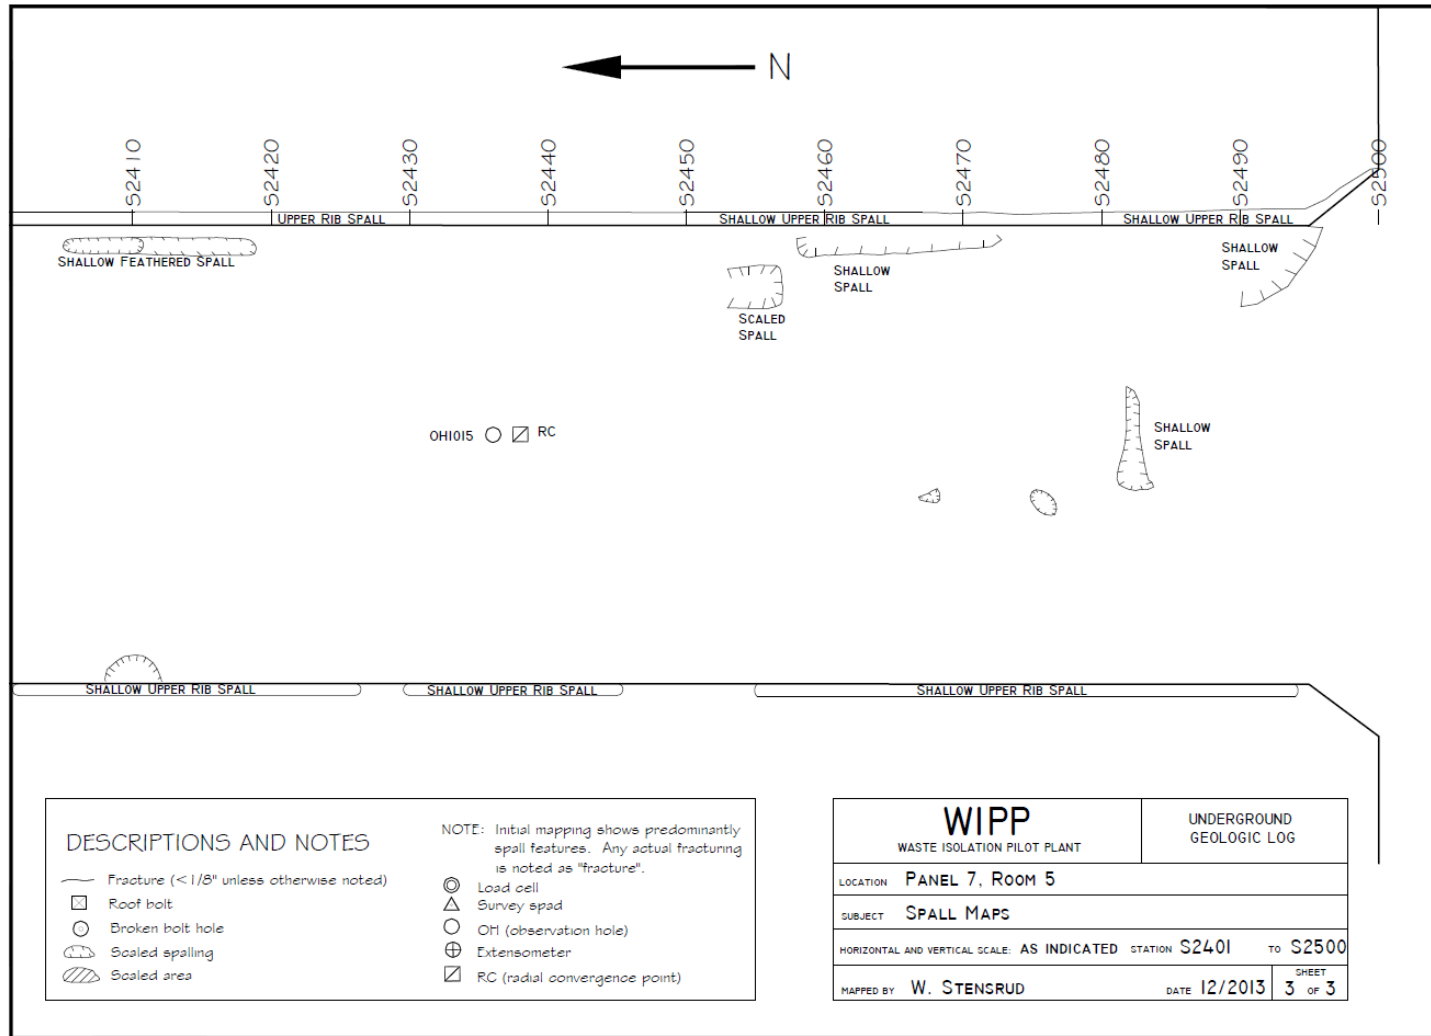 N
S2410
S2420
S2430
S2440
S2450
S2460
S2470
S2480
S2490
S2500
UPPER RIB SPALL
SHALLOW UPPER RIB SPALL
SHALLOW UPPER RIB SPALL
SHALLOW FEATHERED SPALL
SHALLOW
SPALL
SHALLOW
SPALL
SCALED
SPALL
OH1015
RC
SHALLOW
SPALL
SHALLOW UPPER RIB SPALL
SHALLOW UPPER RIB SPALL
SHALLOW UPPER RIB SPALL
DESCRIPTIONS AND NOTES
Fracture (<1/8" unless otherwise noted)
Roof bolt
Broken bolt hole
Scaled spalling
Scaled area
NOTE: Initial mapping shows predominantly
spall features. Any actual fracturing
is noted as "fracture".
Load cell
Survey spad
OH (observation hole)
Extensometer
RC (radial convergence point)
WIPP
WASTE ISOLATION PILOT PLANT
UNDERGROUND
GEOLOGIC LOG
LOCATION PANEL 7, ROOM 5
SUBJECT SPALL MAPS
HORIZONTAL AND VERTICAL SCALE: AS INDICATED STATION S2401 TO S2500
MAPPED BY W. STENSRUD DATE 12/2013
SHEET
3 OF 3